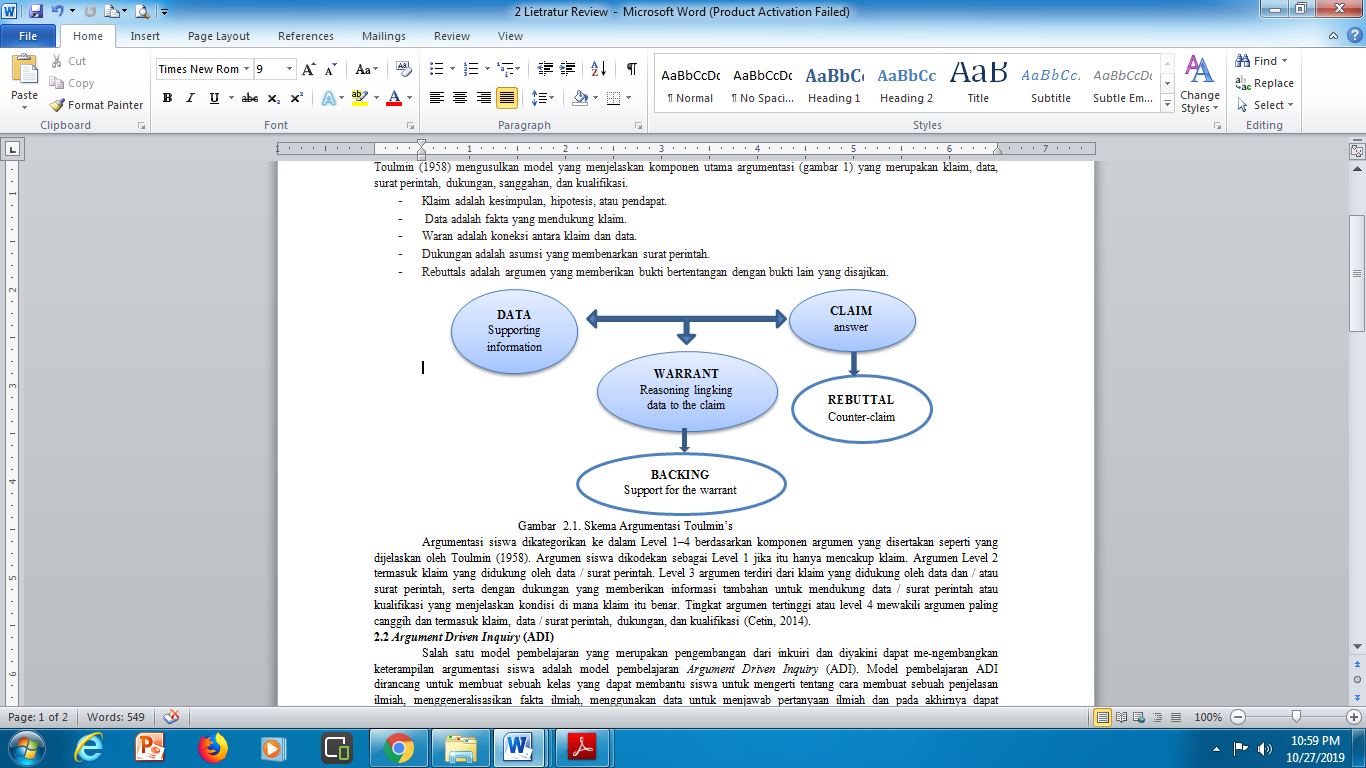 2 Lietratur Review - Microsoft Word (Product Activation Failed)
File Home Insert Page Layout References Mailings Review View
Paste
Cut
Copy
Format Painter
Clipboard
Times New Rom 9
Font
Paragraph
AaBbCcDc AaBbCcDc AaBbCc AaBbCc AaB AaBbCc. AaBbCcDc
¶ Normal ¶ No Spaci... Heading 1 Heading 2 Title Subtitle Subtle Em...
Styles
Change Styles
Find
Replace
Select
Editing
Toulmin (1958) mengusulkan model yang menjelaskan komponen utama argumentasi (gambar 1) yang merupakan klaim, data,
surat perintah, dukungan, sanggahan, dan kualifikasi.
- Klaim adalah kesimpulan, hipotesis, atau pendapat.
- Data adalah fakta yang mendukung klaim.
- Waran adalah koneksi antara klaim dan data.
- Dukungan adalah asumsi yang membenarkan surat perintah.
- Rebuttals adalah argumen yang memberikan bukti bertentangan dengan bukti lain yang disajikan.
DATA
Supporting
information
CLAIM
answer
WARRANT
Reasoning lingking
data to the claim
REBUTTAL
Counter-claim
BACKING
Support for the warrant
Gambar 2.1. Skema Argumentasi Toulmin’s
Argumentasi siswa dikategorikan ke dalam Level 1–4 berdasarkan komponen argumen yang disertakan seperti yang
dijelaskan oleh Toulmin (1958). Argumen siswa dikodekan sebagai Level 1 jika itu hanya mencakup klaim. Argumen Level 2
termasuk klaim yang didukung oleh data / surat perintah. Level 3 argumen terdiri dari klaim yang didukung oleh data dan / atau
surat perintah, serta dengan dukungan yang memberikan informasi tambahan untuk mendukung data / surat perintah atau
kualifikasi yang menjelaskan kondisi di mana klaim itu benar. Tingkat argumen tertinggi atau level 4 mewakili argumen paling
canggih dan termasuk klaim, data / surat perintah, dukungan, dan kualifikasi (Cetin, 2014).
2.2 Argument Driven Inquiry (ADI)
Salah satu model pembelajaran yang merupakan pengembangan dari inkuiri dan diyakini dapat me-ngembangkan
keterampilan argumentasi siswa adalah model pembelajaran Argument Driven Inquiry (ADI). Model pembelajaran ADI
dirancang untuk membuat sebuah kelas yang dapat membantu siswa untuk mengerti tentang cara membuat sebuah penjelasan
ilmiah, menggeneralisasikan fakta ilmiah, menggunakan data untuk menjawab pertanyaan ilmiah dan pada akhirnya dapat
Page: 1 of 2 Words: 549 100%
10:59 PM
10/27/2019